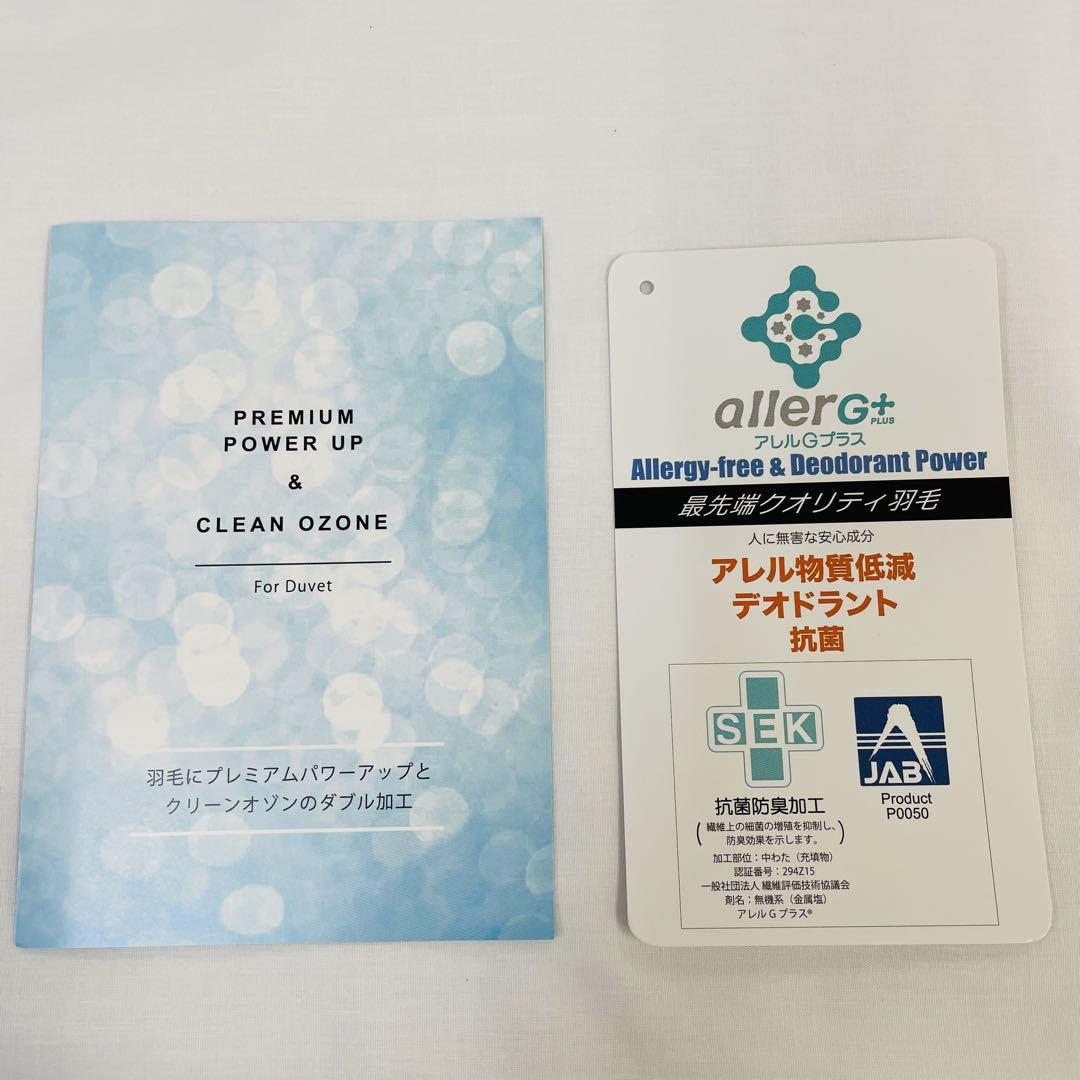 PREMIUM
POWER UP
&
CLEAN OZONE
For Duvet
羽毛にプレミアムパワーアップと
クリーンオゾンのダブル加工
allerG+
PLUS
アレルGプラス
Allergy-free & Deodorant Power
最先端クオリティ羽毛
人に無害な安心成分
アレル物質低減
デオドラント
抗菌
SEK
抗菌防臭加工
(繊維上の細菌の増殖を抑制し、
防臭効果を示します。)
加工部位：中わた（充填物）
認証番号：294Z15
一般社団法人 繊維評価技術協議会
剤名：無機系（金属塩）
アレルGプラス®
JAB
Product
P0050